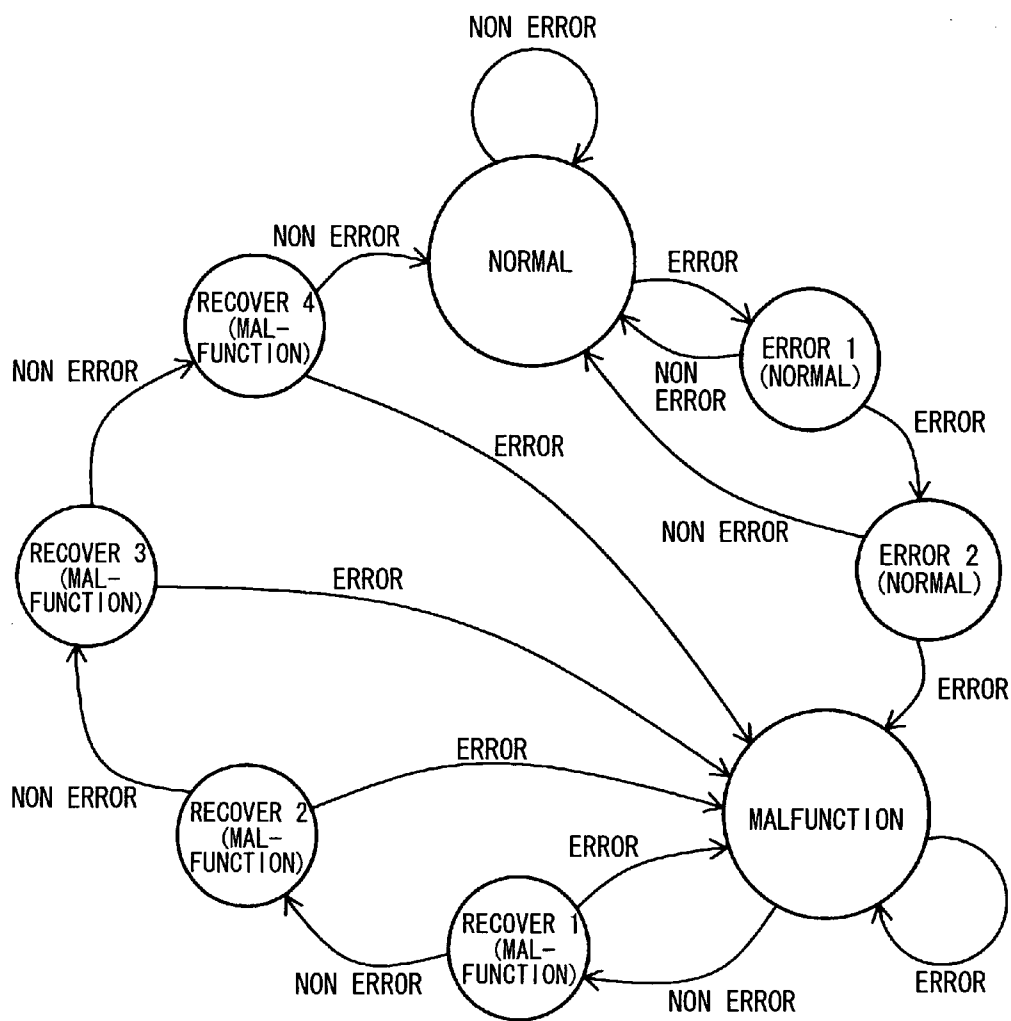 NON ERROR
NON ERROR
NORMAL
ERROR
RECOVER 4
(MAL-
FUNCTION)
NON ERROR
NON
ERROR
ERROR 1
(NORMAL)
ERROR
ERROR
NON ERROR
RECOVER 3
(MAL-
FUNCTION)
ERROR
ERROR 2
(NORMAL)
ERROR
ERROR
NON ERROR
RECOVER 2
(MAL-
FUNCTION)
MALFUNCTION
ERROR
RECOVER 1
(MAL-
FUNCTION)
NON ERROR
NON ERROR
ERROR